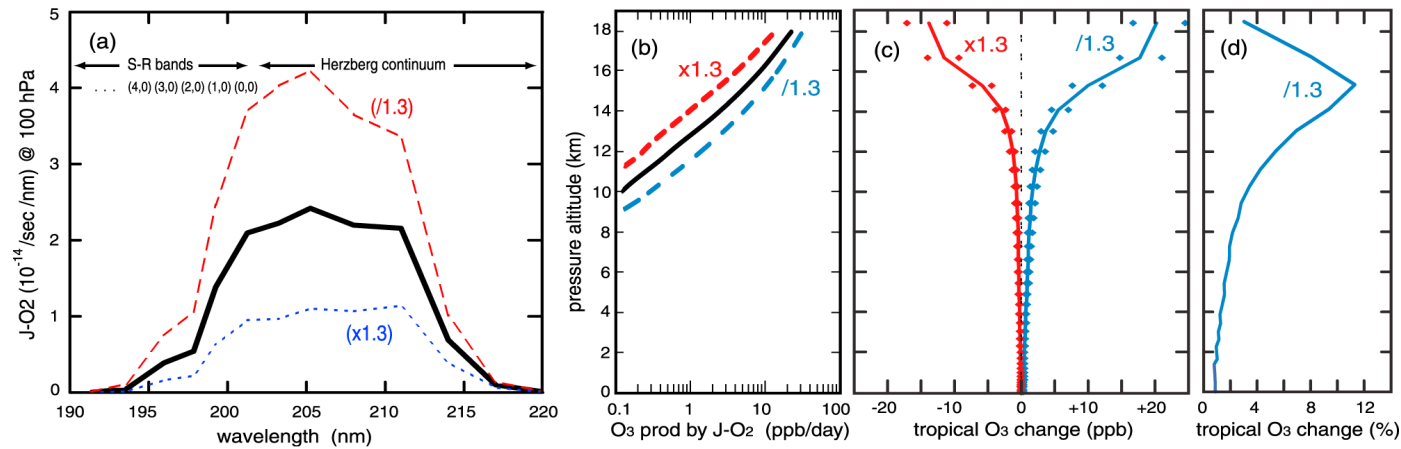 (a)
S-R bands
Herzberg continuum
. . . (4,0) (3,0) (2,0) (1,0) (0,0)
(/1.3)
(x1.3)
J-O2 (10⁻¹⁴/sec /nm) @ 100 hPa
5
4
3
2
1
0
190 195 200 205 210 215 220
wavelength (nm)
(b)
x1.3
/1.3
pressure altitude (km)
18
16
14
12
10
8
6
4
2
0
0.1 1 10 100
O₃ prod by J-O₂ (ppb/day)
(c)
x1.3
/1.3
-20 -10 0 +10 +20
tropical O₃ change (ppb)
(d)
/1.3
0 4 8 12
tropical O₃ change (%)